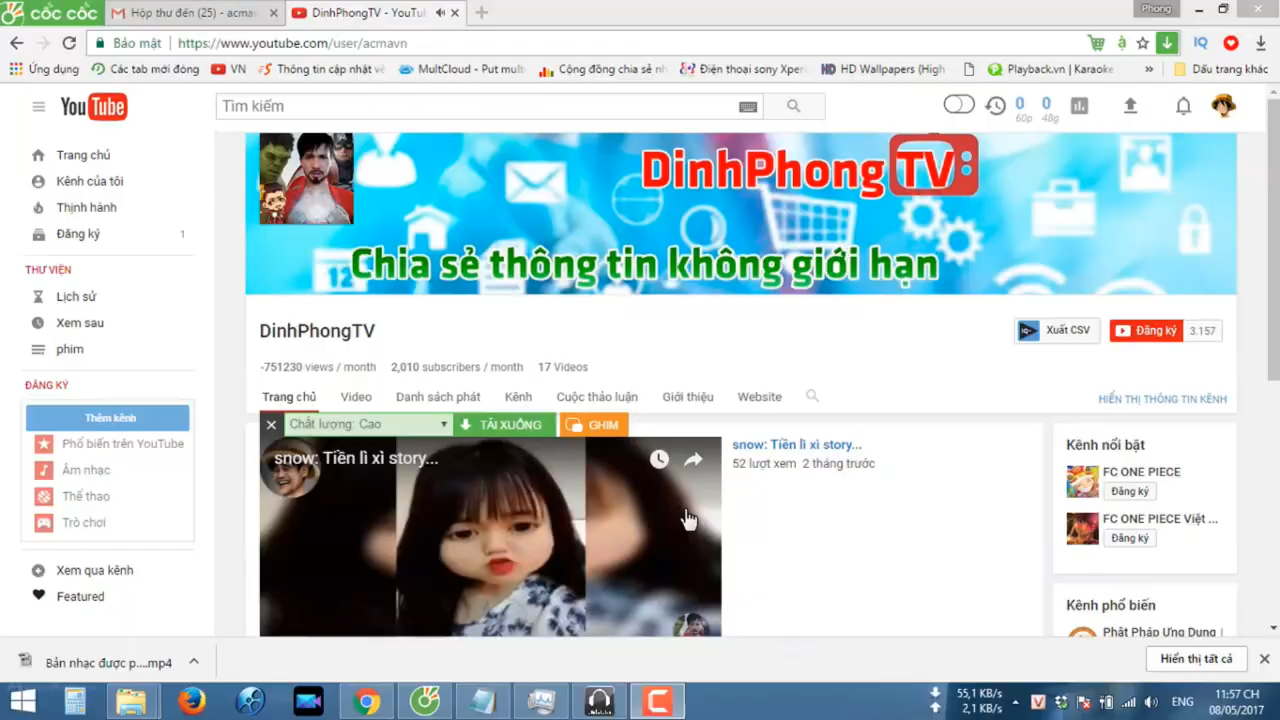 cốc cốc
Hộp thư đến (25) - acmav
DinhPhongTV - YouTu
Phong
Bảo mật
https://www.youtube.com/user/acmavn
Ứng dụng
Các tab mới đóng
VN
Thông tin cập nhật về
MultCloud - Put mult
Cộng đồng chia sẻ nh
Điện thoại sony Xper
HD Wallpapers (High
Playback.vn | Karaoke
»
Dấu trang khác
YouTube
Tìm kiếm
0
60p
0
48g
Trang chủ
Kênh của tôi
Thịnh hành
Đăng ký 1
THƯ VIỆN
Lịch sử
Xem sau
phim
ĐĂNG KÝ
Thêm kênh
Phổ biến trên YouTube
Âm nhạc
Thể thao
Trò chơi
Xem qua kênh
Featured
DinhPhong TV
Chia sẻ thông tin không giới hạn
DinhPhongTV
Xuất CSV
Đăng ký 3.157
-751230 views / month 2,010 subscribers / month 17 Videos
Trang chủ Video Danh sách phát Kênh Cuộc thảo luận Giới thiệu Website
HIỂN THỊ THÔNG TIN KÊNH
Chất lượng: Cao
TẢI XUỐNG
GHIM
snow: Tiền lì xì story...
snow: Tiền lì xì story...
52 lượt xem 2 tháng trước
Kênh nổi bật
FC ONE PIECE
Đăng ký
FC ONE PIECE Việt ...
Đăng ký
Kênh phổ biến
Phật Pháp Ứng Dụng |
Bản nhạc được p....mp4
Hiển thị tất cả
55,1 KB/s
2,1 KB/s
ENG
11:57 CH
08/05/2017